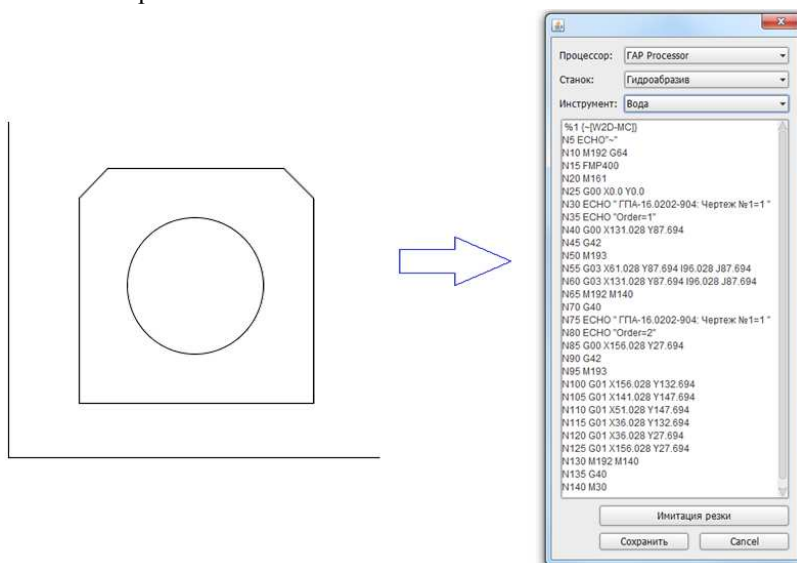 Процессор: ГАР Processor
Станок: Гидроабразив
Инструмент: Вода
%1 (~[W2D-MC])
N5 ECHO"~"
N10 M192 G64
N15 FMP400
N20 M161
N25 G00 X0.0 Y0.0
N30 ECHO " ГПА-16.0202-904: Чертеж №1=1 "
N35 ECHO "Order=1"
N40 G00 X131.028 Y87.694
N45 G42
N50 M193
N55 G03 X61.028 Y87.694 I96.028 J87.694
N60 G03 X131.028 Y87.694 I96.028 J87.694
N65 M192 M140
N70 G40
N75 ECHO " ГПА-16.0202-904: Чертеж №1=1 "
N80 ECHO "Order=2"
N85 G00 X156.028 Y27.694
N90 G42
N95 M193
N100 G01 X156.028 Y132.694
N105 G01 X141.028 Y147.694
N110 G01 X51.028 Y147.694
N115 G01 X36.028 Y132.694
N120 G01 X36.028 Y27.694
N125 G01 X156.028 Y27.694
N130 M192 M140
N135 G40
N140 M30
Имитация резки
Сохранить Cancel